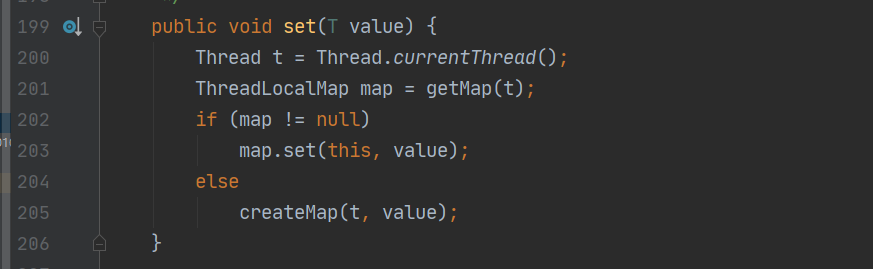 199 public void set(T value) {
200 Thread t = Thread.currentThread();
201 ThreadLocalMap map = getMap(t);
202 if (map != null)
203 map.set(this, value);
204 else
205 createMap(t, value);
206 }